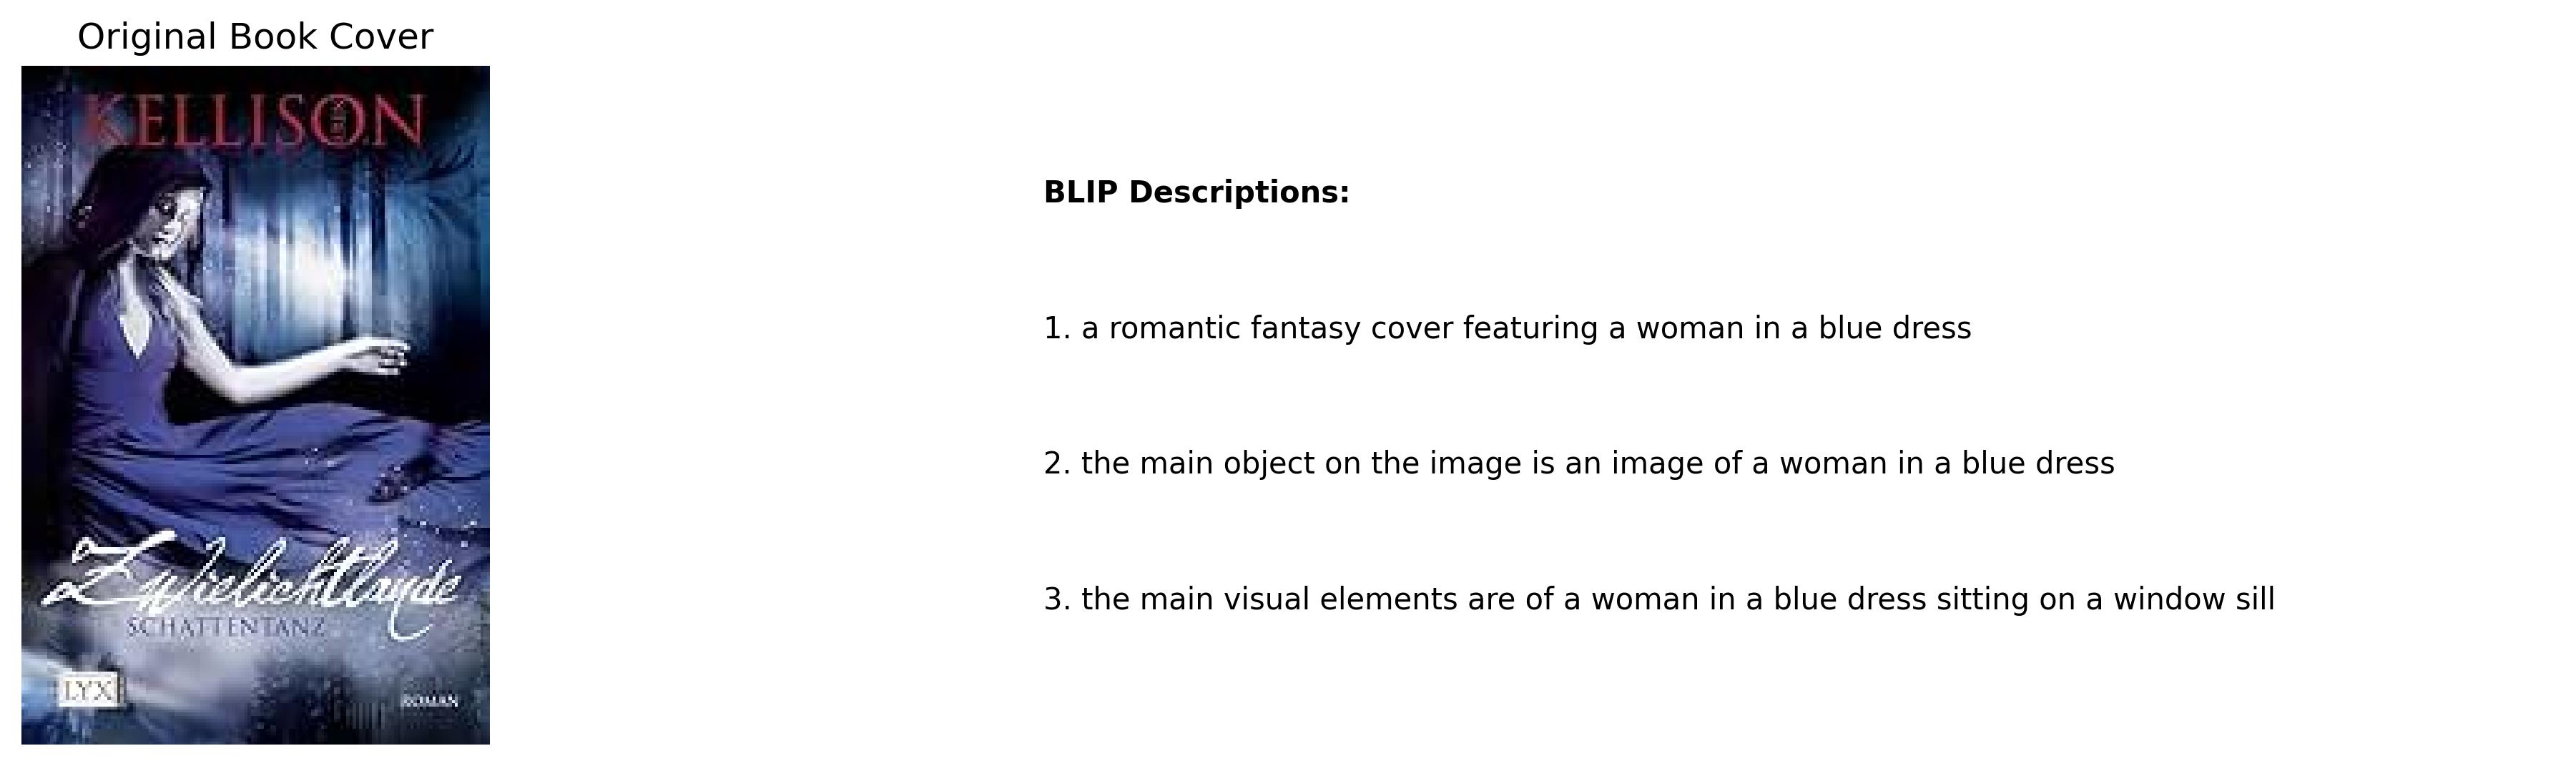 Original Book Cover
KELLISON
Zwielichtlande
SCHATTENTANZ
LYX
ROMAN
BLIP Descriptions:
1. a romantic fantasy cover featuring a woman in a blue dress
2. the main object on the image is an image of a woman in a blue dress
3. the main visual elements are of a woman in a blue dress sitting on a window sill